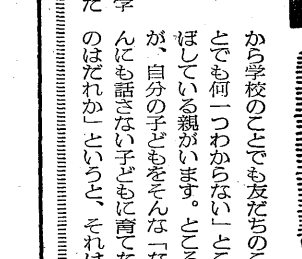 から学校のことでも友だちのこ
とでも何一つわからない」とこ
ぼしている親がいます。ところ
が、自分の子どもをそんな「な
んにも話さない子どもに育てた
のはだれか」というと、それは